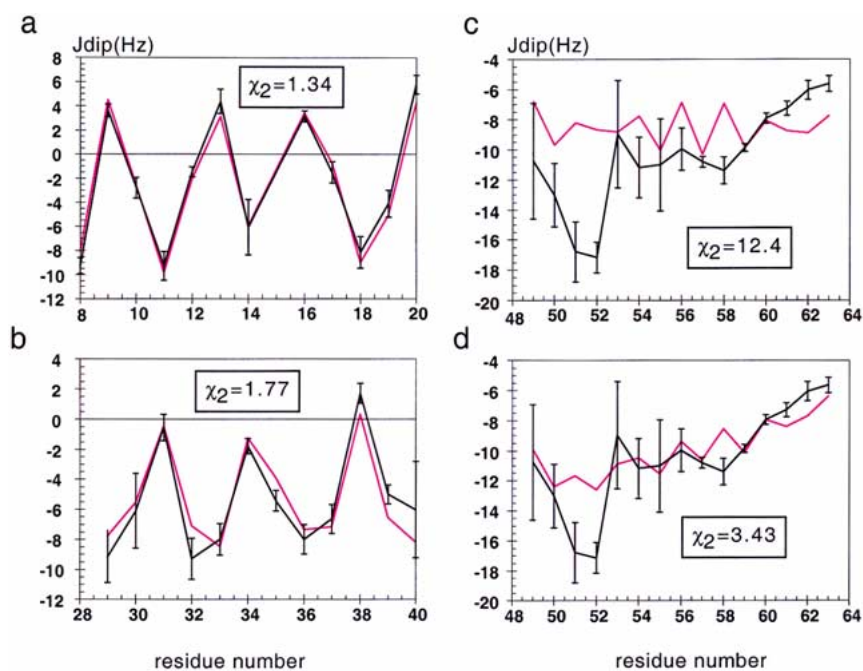 a
Jdip(Hz)
χ2=1.34
8
6
4
2
0
-2
-4
-6
-8
-10
-12
8 10 12 14 16 18 20
b
χ2=1.77
4
2
0
-2
-4
-6
-8
-10
-12
28 30 32 34 36 38 40
residue number
c
Jdip(Hz)
-4
-6
-8
-10
-12
-14
-16
-18
-20
χ2=12.4
48 50 52 54 56 58 60 62 64
d
-4
-6
-8
-10
-12
-14
-16
-18
-20
χ2=3.43
48 50 52 54 56 58 60 62 64
residue number